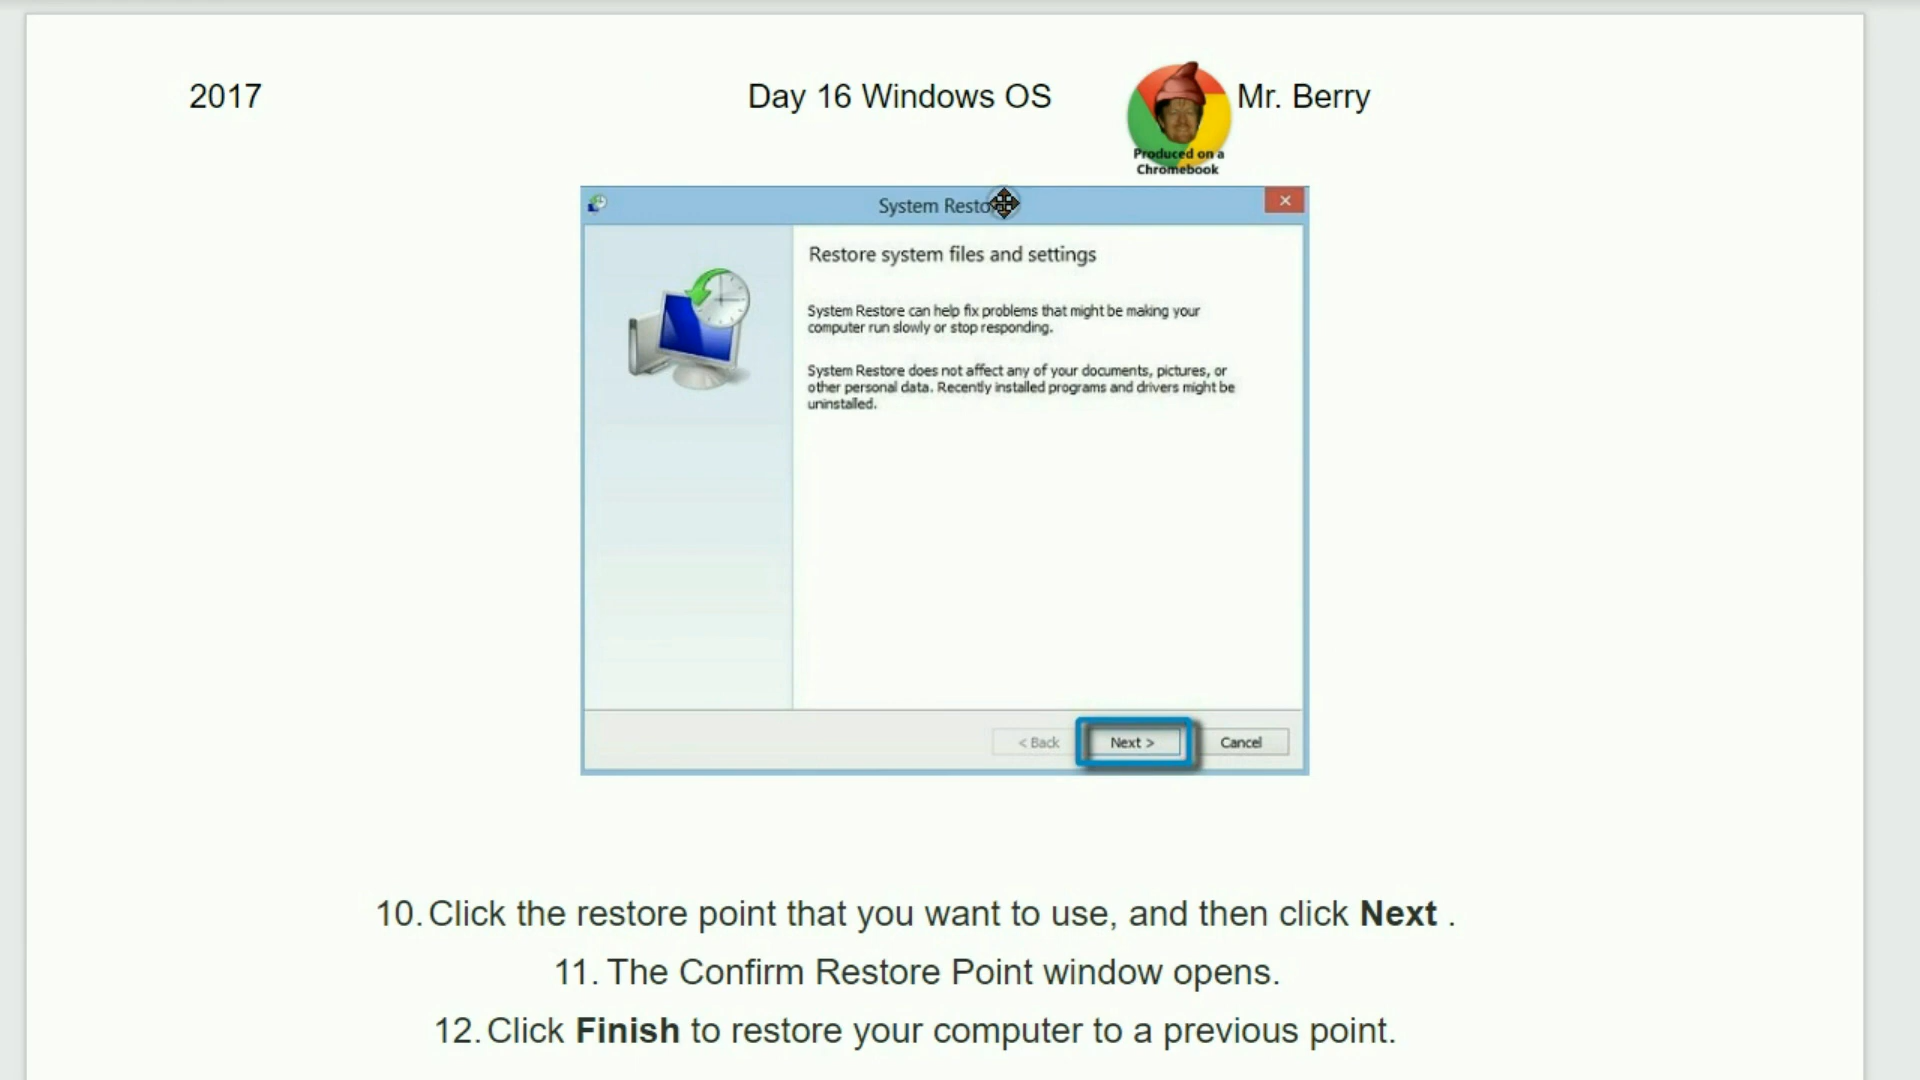 2017 Day 16 Windows OS Mr. Berry
Produced on a
Chromebook
System Resto
Restore system files and settings
System Restore can help fix problems that might be making your
computer run slowly or stop responding.
System Restore does not affect any of your documents, pictures, or
other personal data. Recently installed programs and drivers might be
uninstalled.
< Back Next > Cancel
10. Click the restore point that you want to use, and then click Next .
11. The Confirm Restore Point window opens.
12. Click Finish to restore your computer to a previous point.